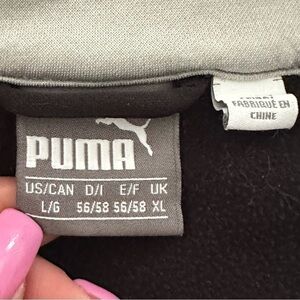 PUMA
US/CAN D/I E/F UK
L/G 56/58 56/58 XL
FABRIQUÉ EN
CHINE